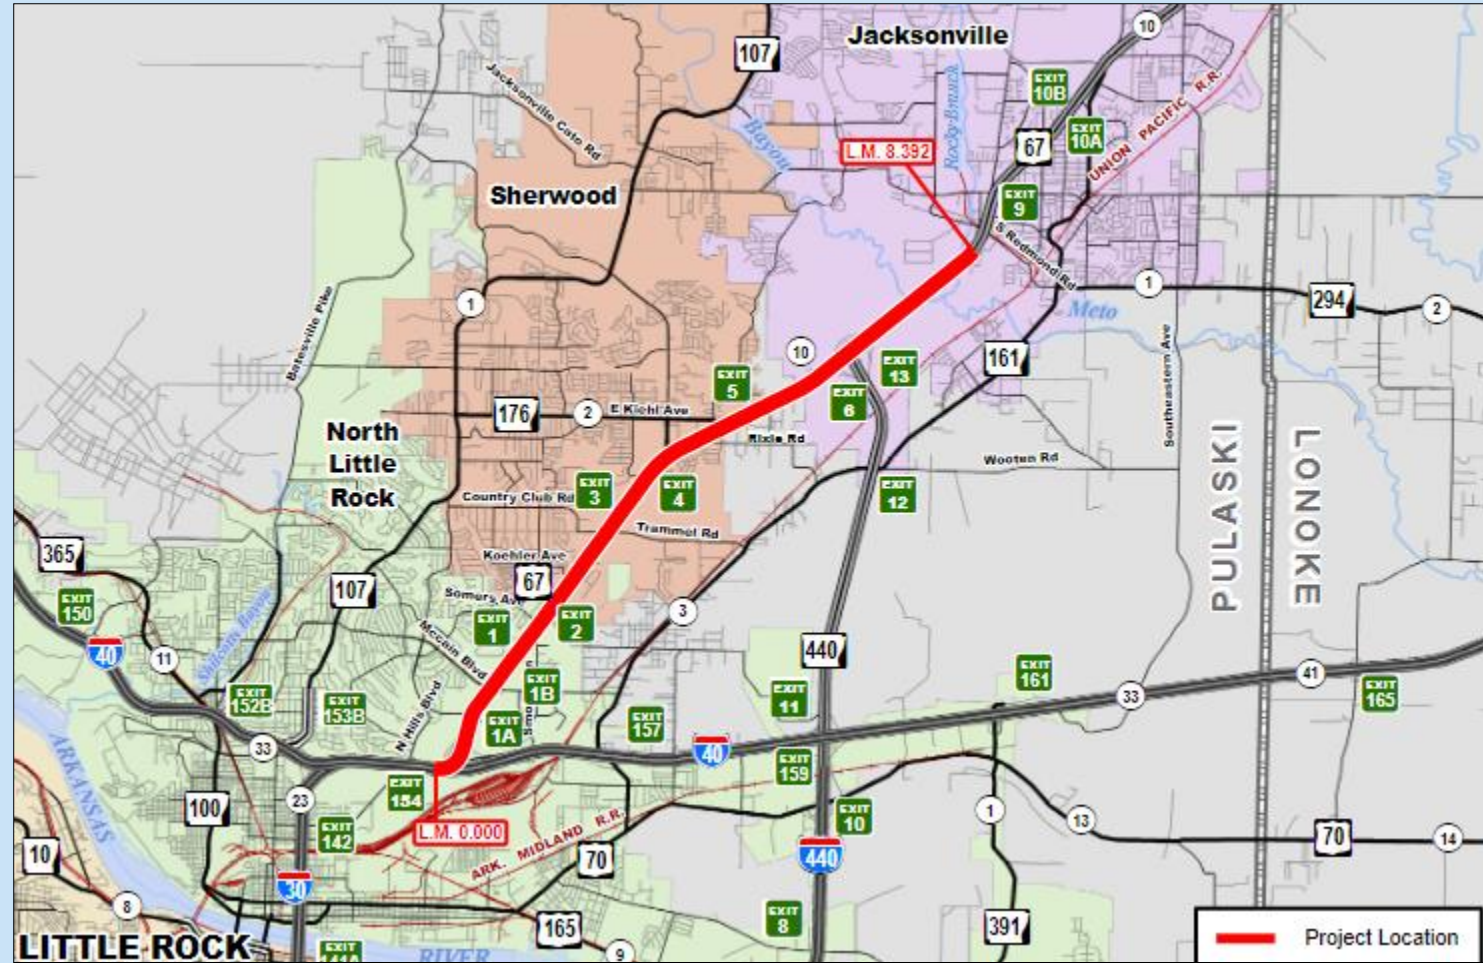 Jacksonville
10
107
EXIT
10B
Jacksonville Cato Rd
Bayou
Rocky Branch
L.M. 8.392
67
EXIT
10A
UNION PACIFIC R.R.
Sherwood
EXIT
9
S Redmond Rd
1
1
294
2
Meto
Batesville Pike
10
EXIT
13
161
EXIT
5
EXIT
6
Southeastern Ave
176
2
E Kiehl Ave
Rixie Rd
Wooten Rd
North
Little
Rock
PULASKI
LONOKE
Country Club Rd
EXIT
3
EXIT
4
EXIT
12
Trammel Rd
365
Koehler Ave
67
107
Somers Ave
EXIT
150
EXIT
1
EXIT
2
3
Mccain Blvd
40
11
440
EXIT
161
EXIT
152B
EXIT
153B
EXIT
1B
EXIT
11
33
41
EXIT
165
N Hills Blvd
EXIT
1A
EXIT
157
33
40
EXIT
159
ARKANSAS
EXIT
154
23
100
L.M. 0.000
EXIT
142
ARK. MIDLAND R.R.
EXIT
10
1
13
70
14
10
70
440
30
8
165
9
EXIT
8
391
LITTLE ROCK
EXIT
141A
RIVER
Project Location